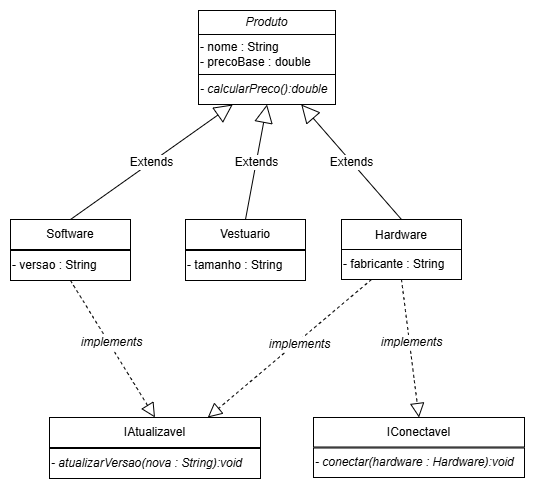 Produto
- nome : String
- precoBase : double
- calcularPreco():double
Extends
Extends
Extends
Software
- versao : String
Vestuario
- tamanho : String
Hardware
- fabricante : String
implements
implements
implements
IAtualizavel
- atualizarVersao(nova : String):void
IConectavel
- conectar(hardware : Hardware):void